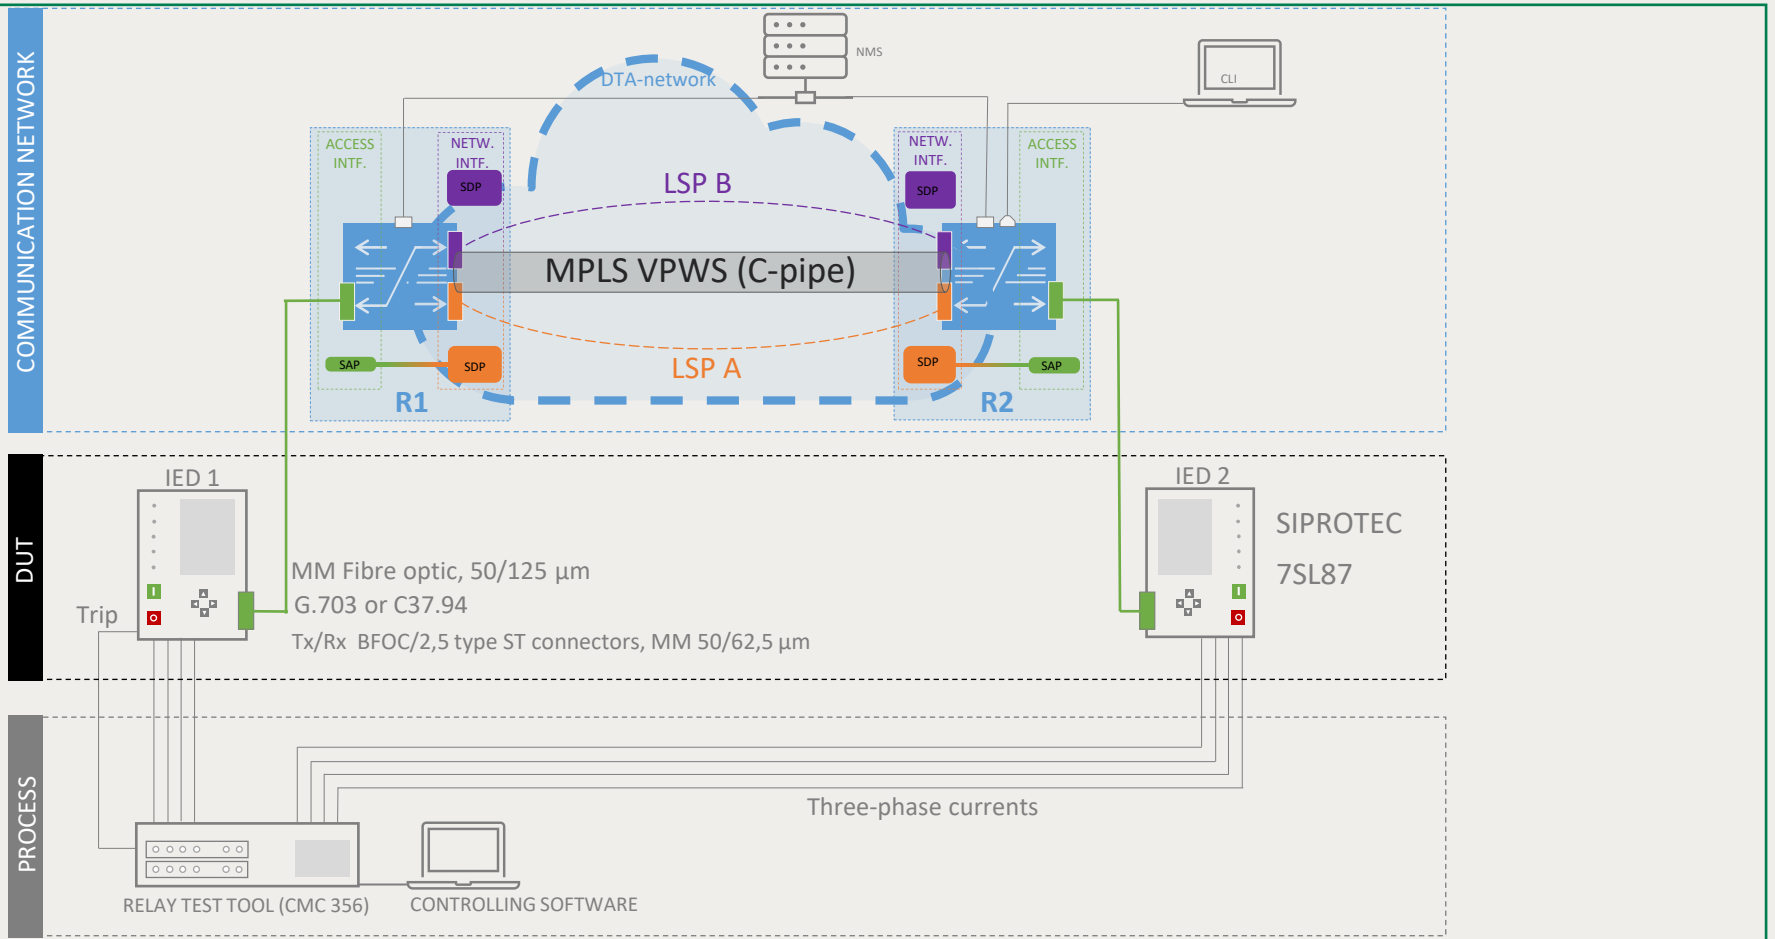 COMMUNICATION NETWORK
NMS
DTA-network
CLI
ACCESS
INTF.
NETW.
INTF.
NETW.
INTF.
ACCESS
INTF.
SDP
LSP B
SDP
MPLS VPWS (C-pipe)
SAP
SDP
LSP A
SDP
SAP
R1
R2
DUT
IED 1
IED 2
SIPROTEC
7SL87
MM Fibre optic, 50/125 µm
G.703 or C37.94
Trip
Tx/Rx  BFOC/2,5 type ST connectors, MM 50/62,5 µm
PROCESS
Three-phase currents
RELAY TEST TOOL (CMC 356)
CONTROLLING SOFTWARE